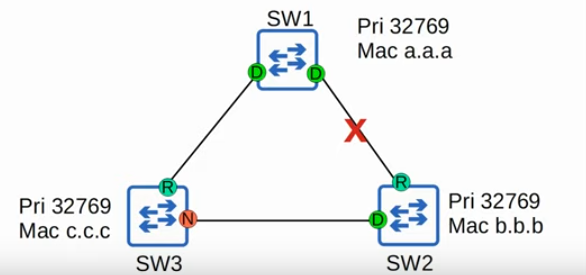 SW1
Pri 32769
Mac a.a.a
D
D
X
R
R
Pri 32769
Mac c.c.c
N
D
Pri 32769
Mac b.b.b
SW3
SW2